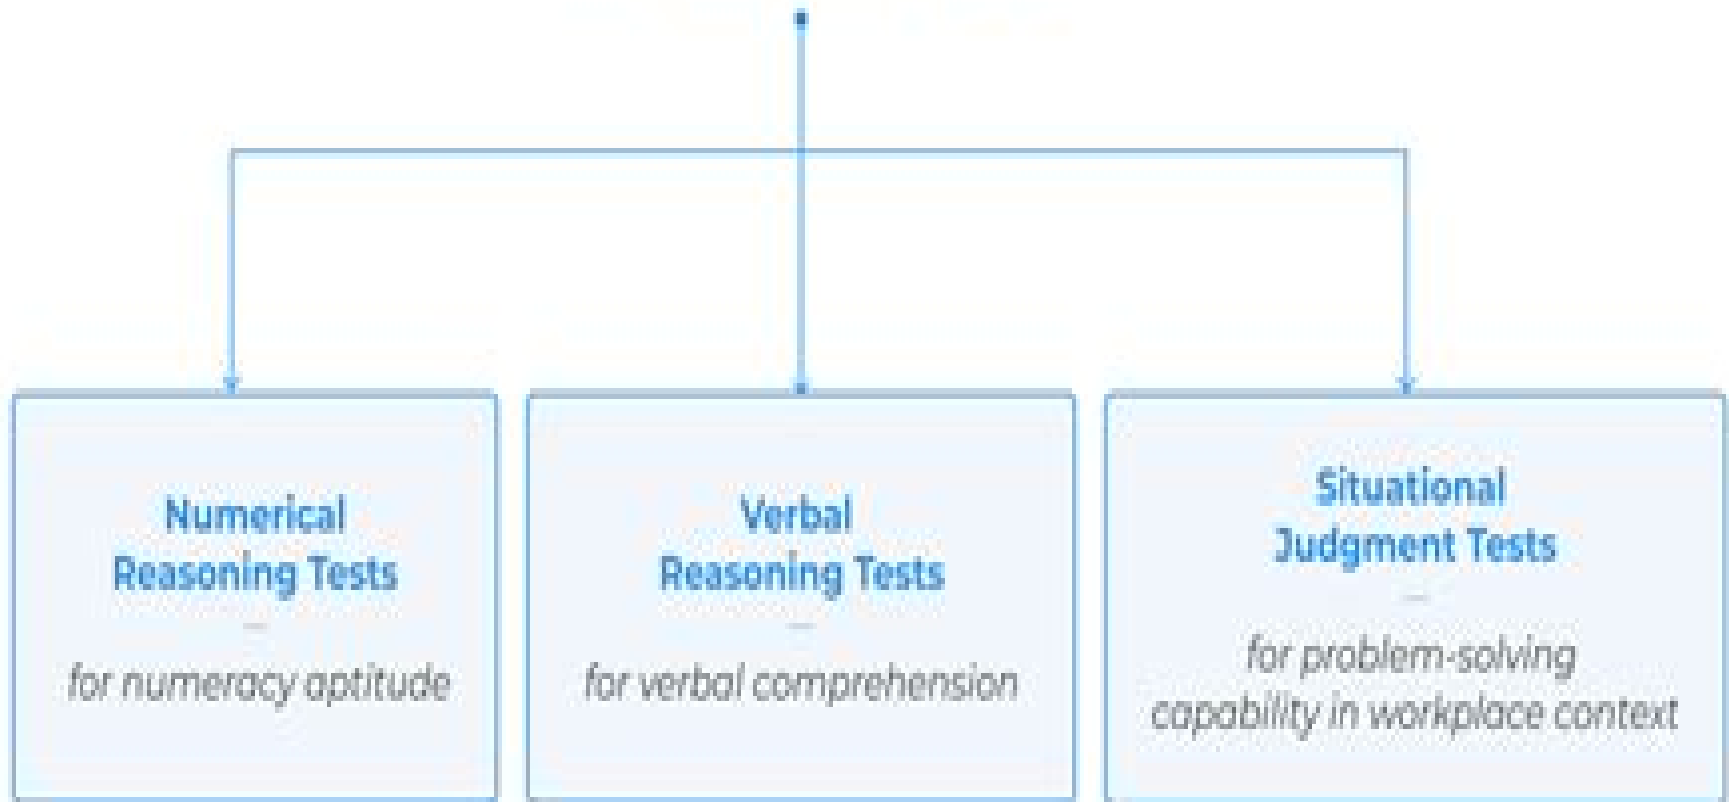 Numerical
Reasoning Tests
for numeracy aptitude
Verbal
Reasoning Tests
for verbal comprehension
Situational
Judgment Tests
for problem-solving
capability in workplace context